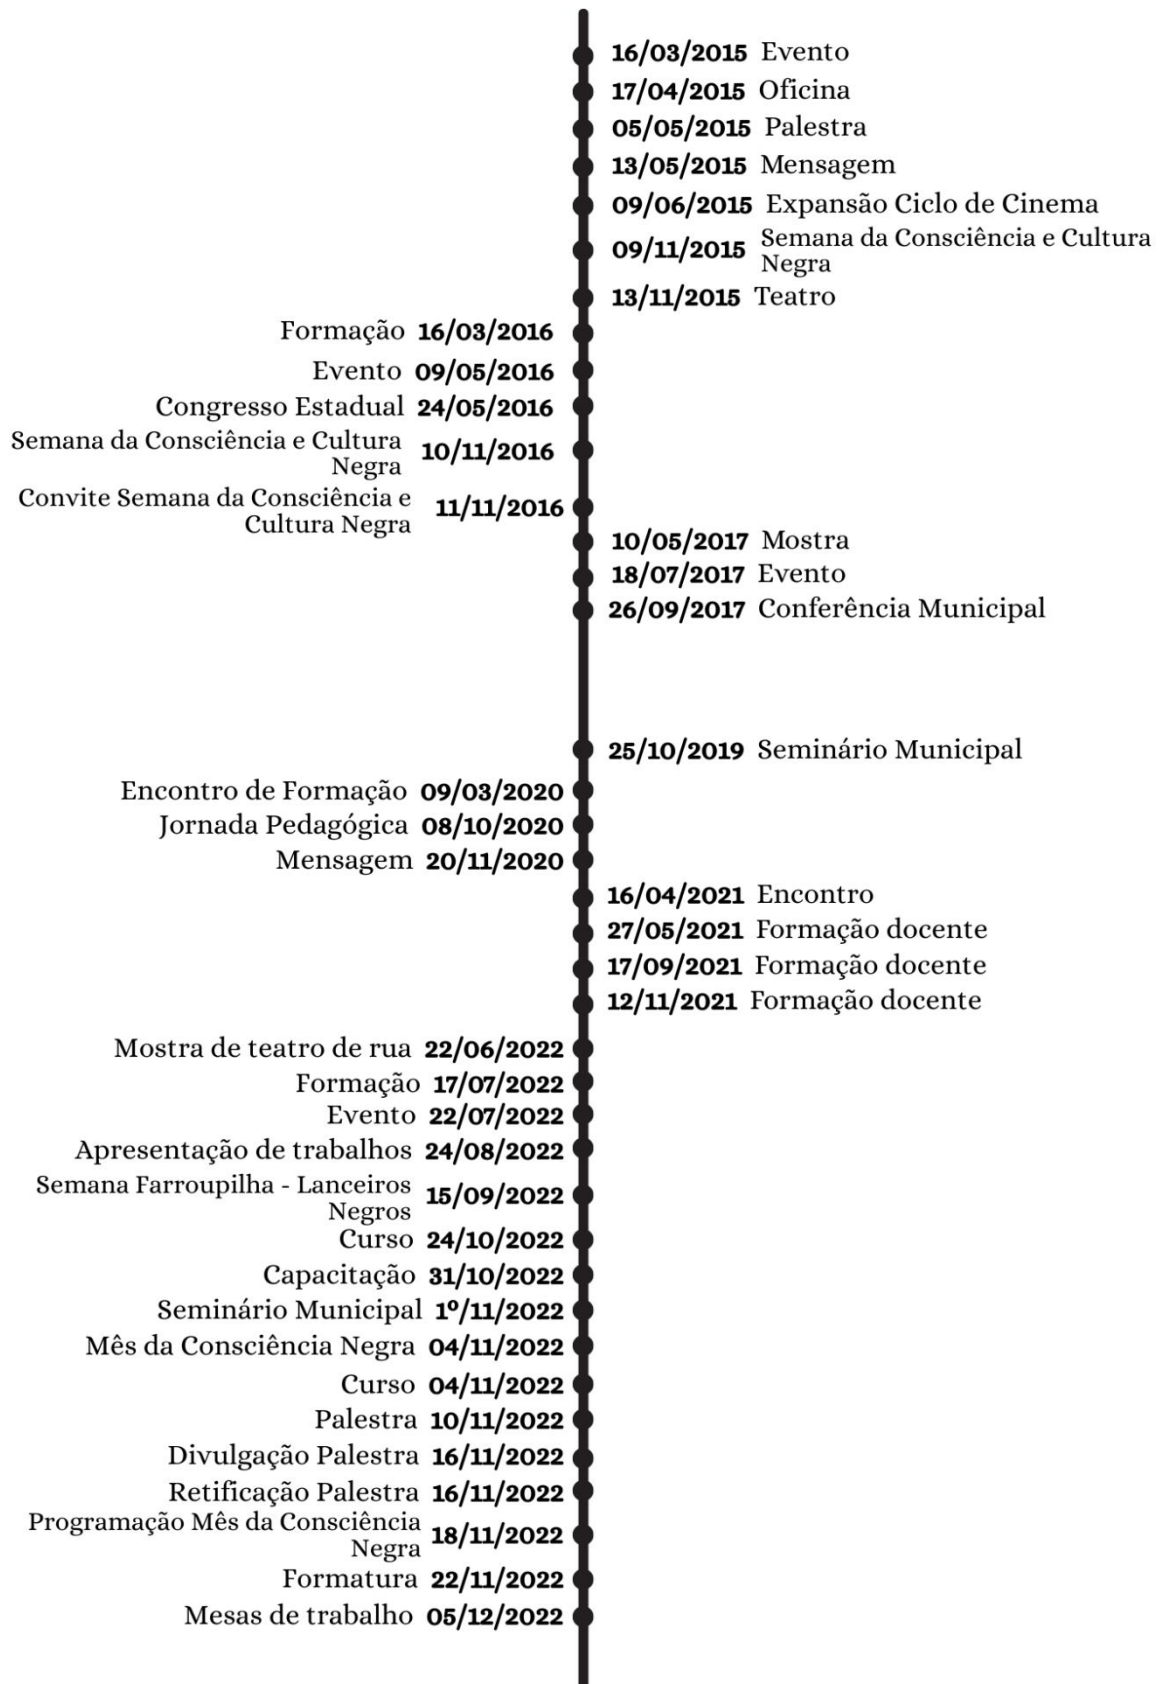 16/03/2015 Evento
17/04/2015 Oficina
05/05/2015 Palestra
13/05/2015 Mensagem
09/06/2015 Expansão Ciclo de Cinema
09/11/2015 Semana da Consciência e Cultura
Negra
13/11/2015 Teatro
Formação 16/03/2016
Evento 09/05/2016
Congresso Estadual 24/05/2016
Semana da Consciência e Cultura
Negra 10/11/2016
Convite Semana da Consciência e
Cultura Negra 11/11/2016
10/05/2017 Mostra
18/07/2017 Evento
26/09/2017 Conferência Municipal
25/10/2019 Seminário Municipal
Encontro de Formação 09/03/2020
Jornada Pedagógica 08/10/2020
Mensagem 20/11/2020
16/04/2021 Encontro
27/05/2021 Formação docente
17/09/2021 Formação docente
12/11/2021 Formação docente
Mostra de teatro de rua 22/06/2022
Formação 17/07/2022
Evento 22/07/2022
Apresentação de trabalhos 24/08/2022
Semana Farroupilha - Lanceiros
Negros 15/09/2022
Curso 24/10/2022
Capacitação 31/10/2022
Seminário Municipal 1º/11/2022
Mês da Consciência Negra 04/11/2022
Curso 04/11/2022
Palestra 10/11/2022
Divulgação Palestra 16/11/2022
Retificação Palestra 16/11/2022
Programação Mês da Consciência
Negra 18/11/2022
Formatura 22/11/2022
Mesas de trabalho 05/12/2022